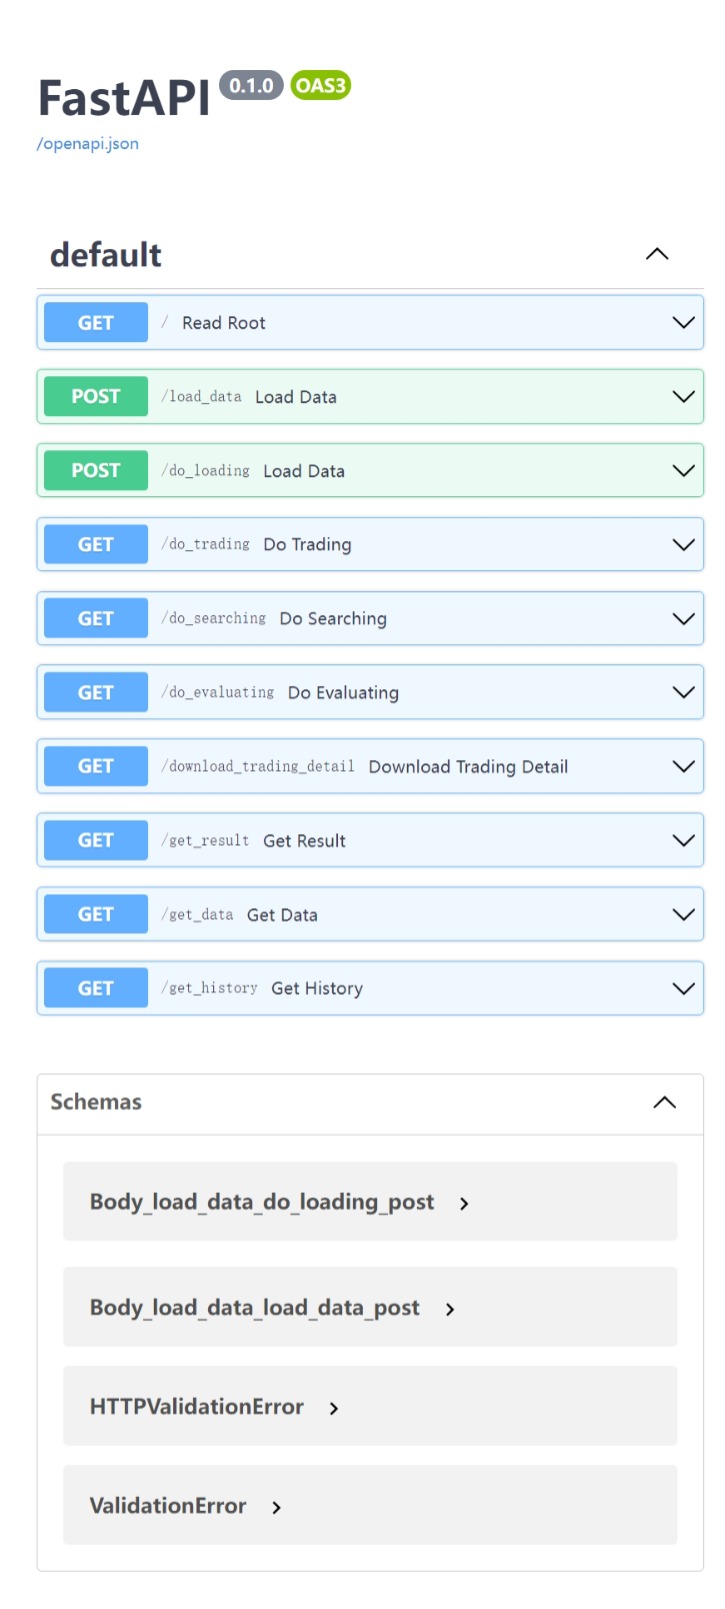 FastAPI 0.1.0 OAS3
/openapi.json
default
GET / Read Root
POST /load_data Load Data
POST /do_loading Load Data
GET /do_trading Do Trading
GET /do_searching Do Searching
GET /do_evaluating Do Evaluating
GET /download_trading_detail Download Trading Detail
GET /get_result Get Result
GET /get_data Get Data
GET /get_history Get History
Schemas
Body_load_data_do_loading_post
Body_load_data_load_data_post
HTTPValidationError
ValidationError